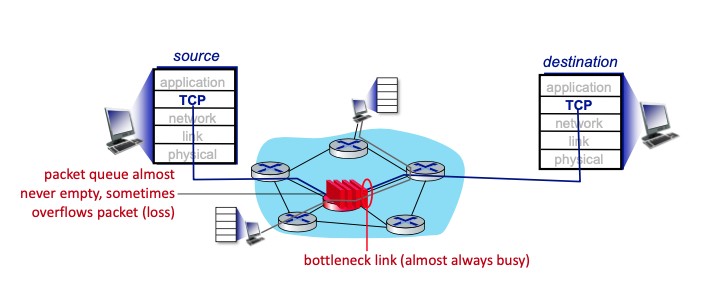 source
application
TCP
network
link
physical
destination
application
TCP
network
link
physical
packet queue almost
never empty, sometimes
overflows packet (loss)
bottleneck link (almost always busy)